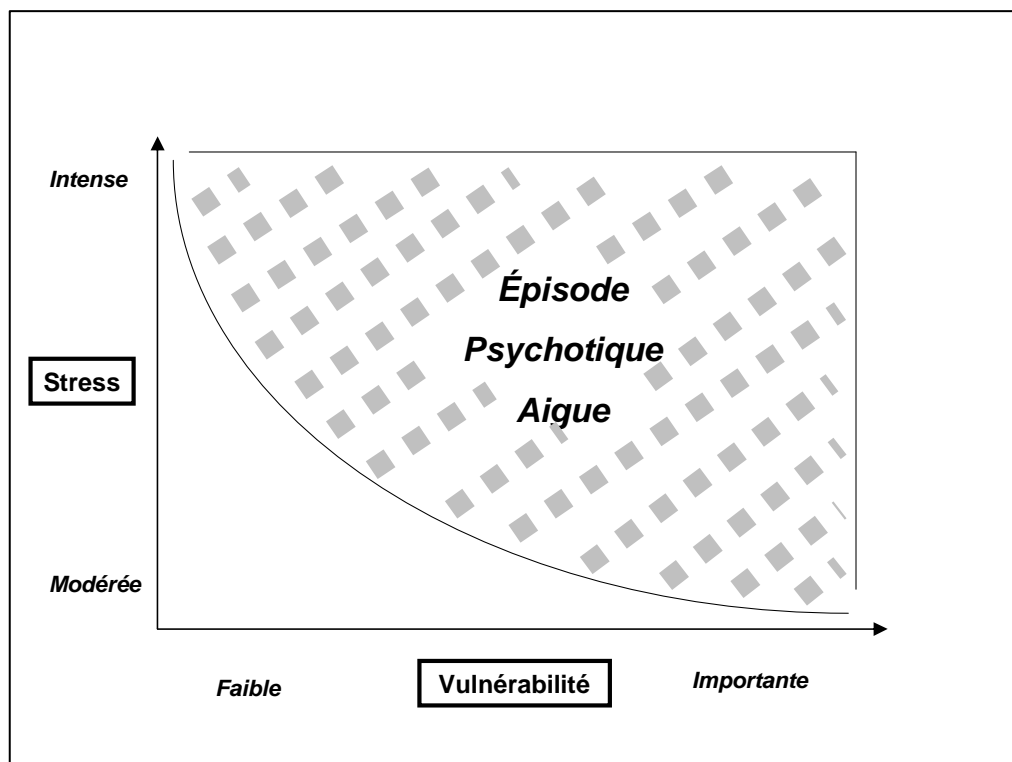 Intense
Épisode
Psychotique
Stress
Aigue
Modérée
Faible
Vulnérabilité
Importante